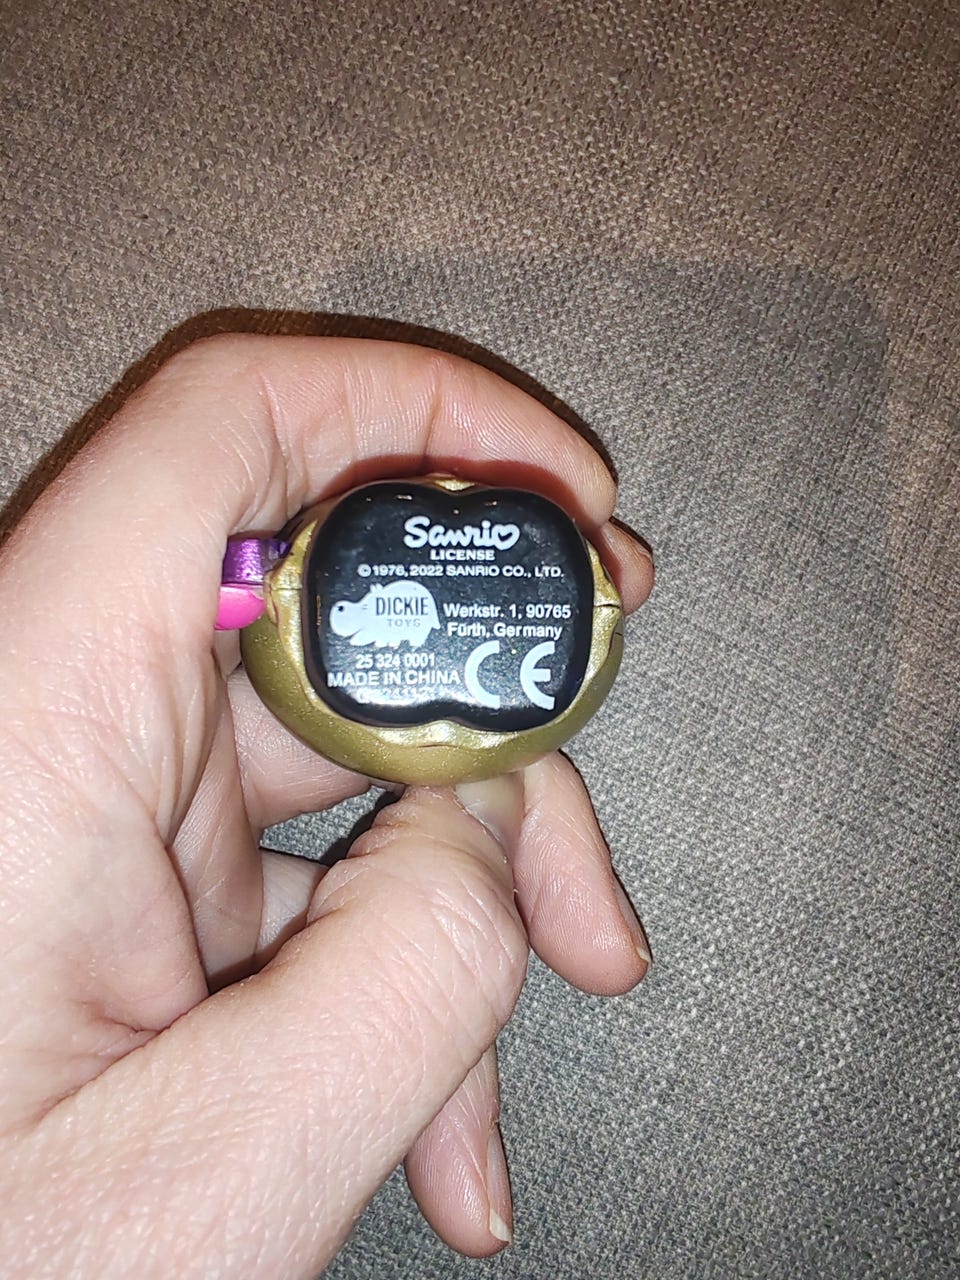 Sanrio
LICENSE
©1976, 2022 SANRIO CO., LTD.
DICKIE
TOYS
Werkstr. 1, 90765
Fürth, Germany
25 324 0001
MADE IN CHINA
CE